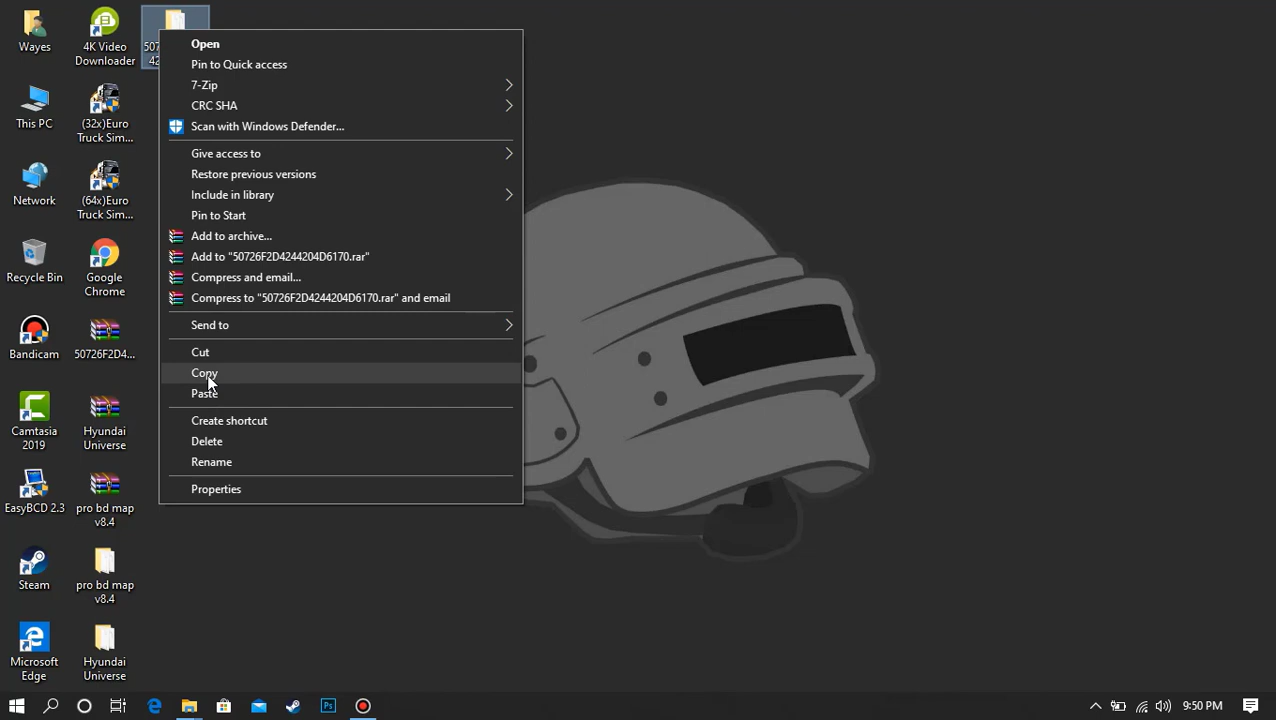 Wayes
4K Video
Downloader
This PC
(32x)Euro
Truck Sim...
Network
(64x)Euro
Truck Sim...
Recycle Bin
Google
Chrome
Bandicam
50726F2D4...
Camtasia
2019
Hyundai
Universe
EasyBCD 2.3
pro bd map
v8.4
Steam
pro bd map
v8.4
Microsoft
Edge
Hyundai
Universe
Open
Pin to Quick access
7-Zip
CRC SHA
Scan with Windows Defender...
Give access to
Restore previous versions
Include in library
Pin to Start
Add to archive...
Add to "50726F2D4244204D6170.rar"
Compress and email...
Compress to "50726F2D4244204D6170.rar" and email
Send to
Cut
Copy
Paste
Create shortcut
Delete
Rename
Properties
Ps
9:50 PM